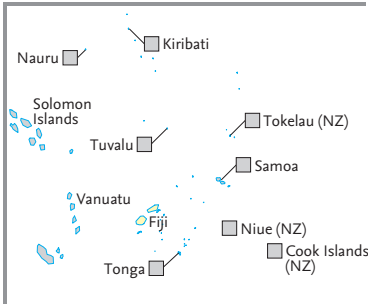 Kiribati
Nauru
Solomon
Islands
Tokelau (NZ)
Tuvalu
Samoa
Vanuatu
Fiji
Niue (NZ)
Cook Islands
(NZ)
Tonga